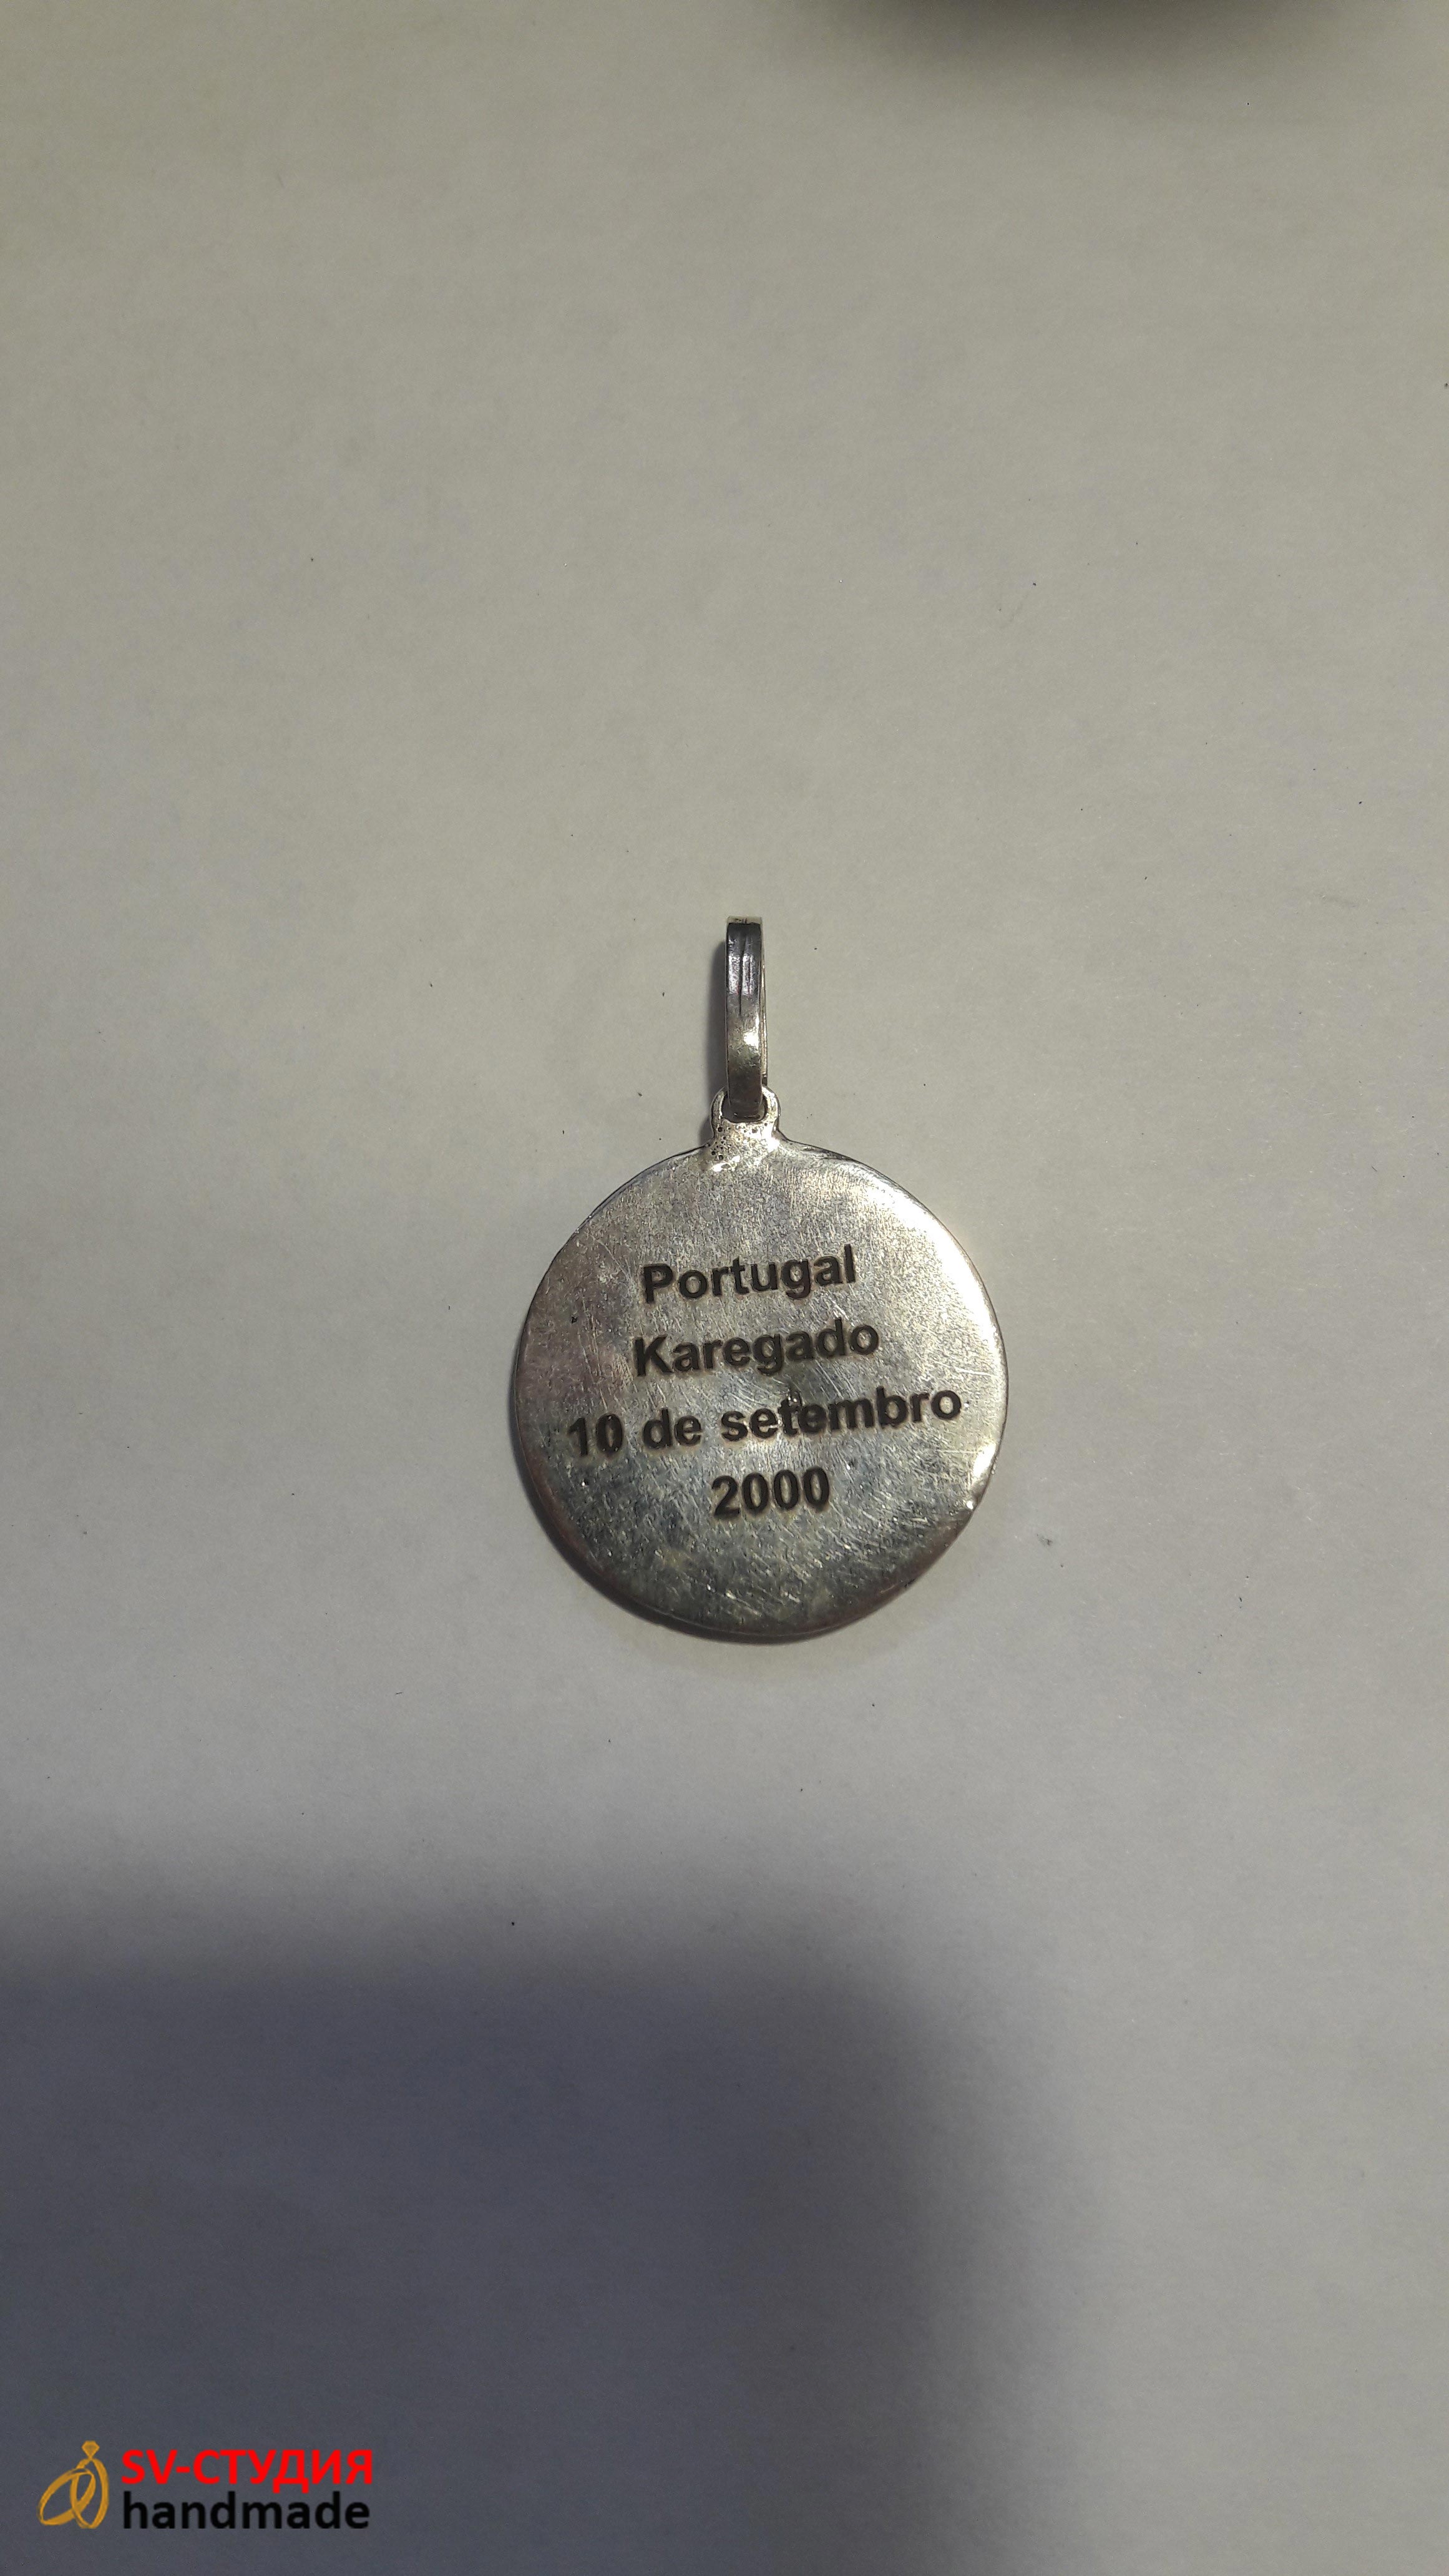 Portugal
Karegado
10 de setembro
2000
SV-СТУДИЯ
handmade